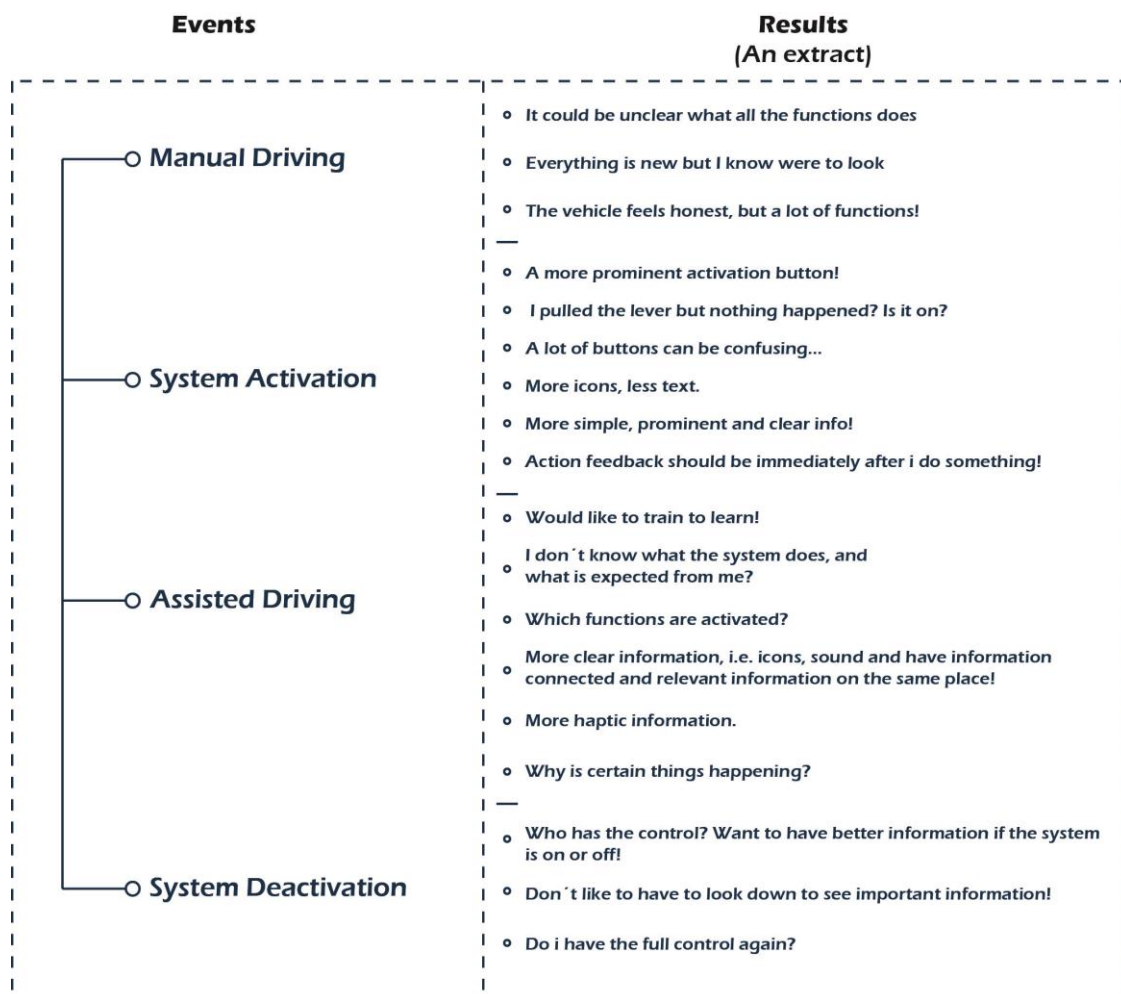 Events
Results
(An extract)
Manual Driving
It could be unclear what all the functions does
Everything is new but I know were to look
The vehicle feels honest, but a lot of functions!
System Activation
A more prominent activation button!
I pulled the lever but nothing happened? Is it on?
A lot of buttons can be confusing...
More icons, less text.
More simple, prominent and clear info!
Action feedback should be immediately after i do something!
Assisted Driving
Would like to train to learn!
I don´t know what the system does, and
what is expected from me?
Which functions are activated?
More clear information, i.e. icons, sound and have information
connected and relevant information on the same place!
More haptic information.
Why is certain things happening?
System Deactivation
Who has the control? Want to have better information if the system
is on or off!
Don´t like to have to look down to see important information!
Do i have the full control again?